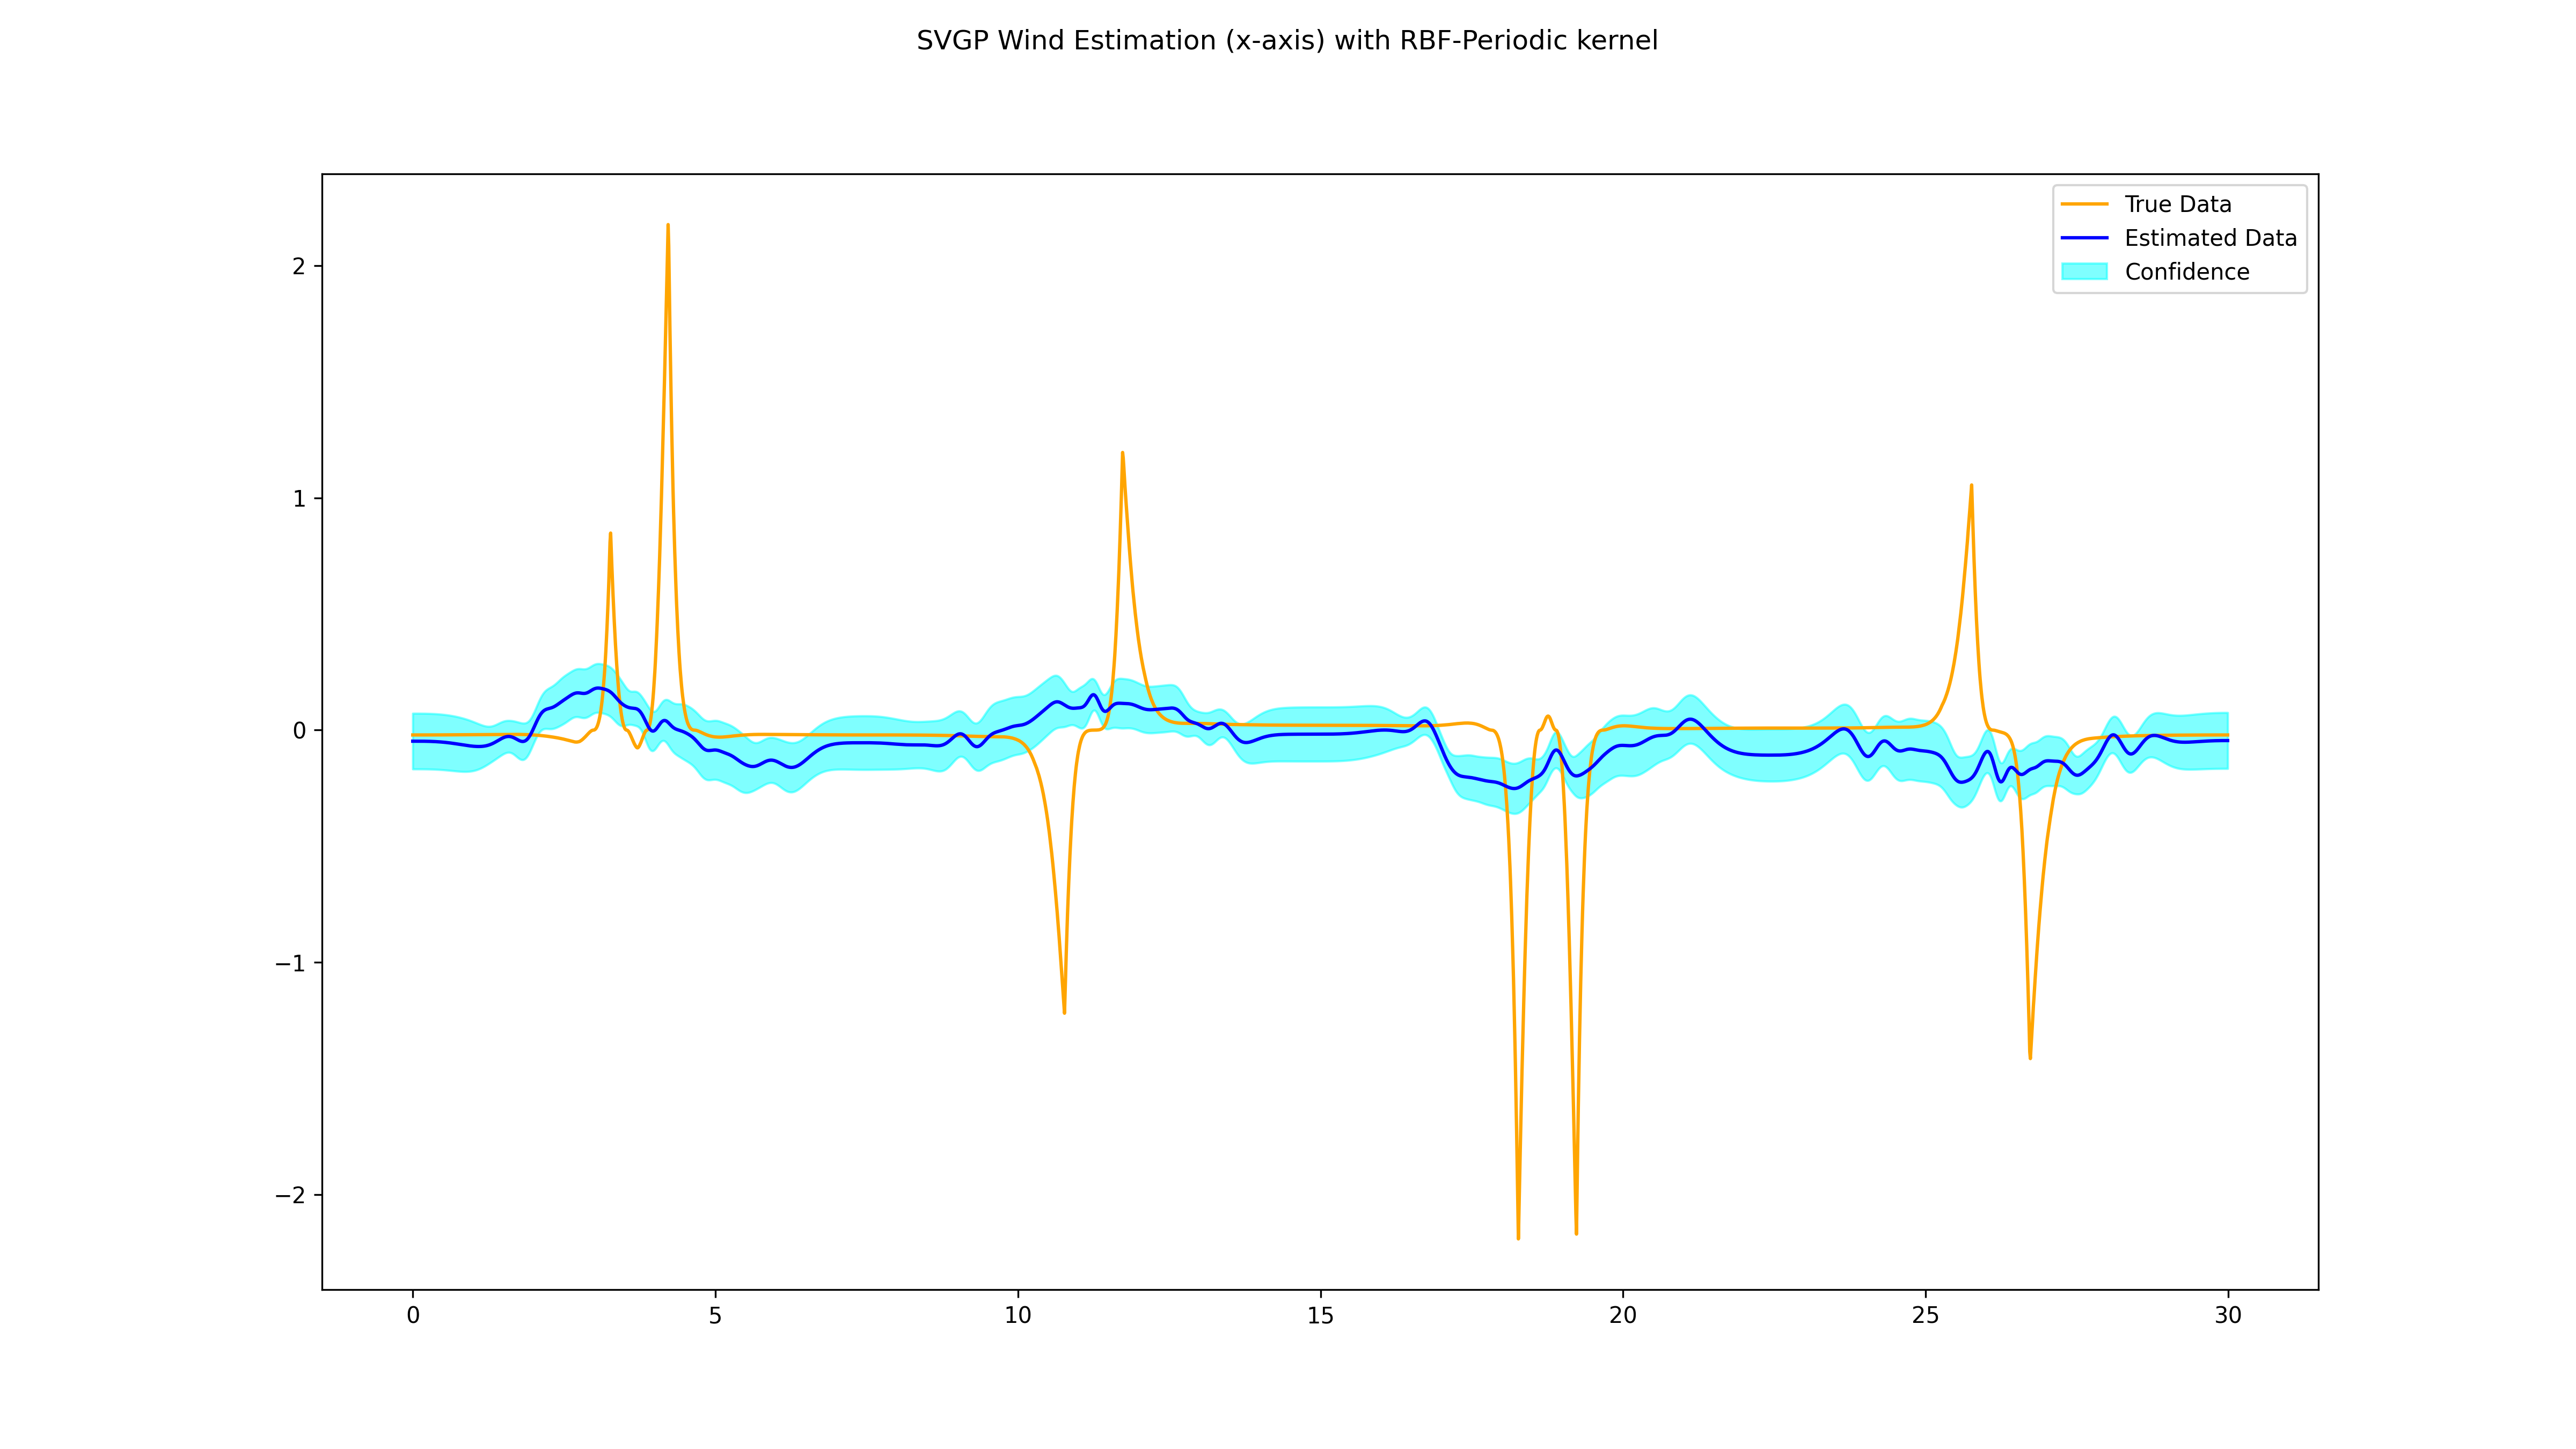 SVGP Wind Estimation (x-axis) with RBF-Periodic kernel
True Data
Estimated Data
Confidence
2
1
0
−1
−2
0 5 10 15 20 25 30